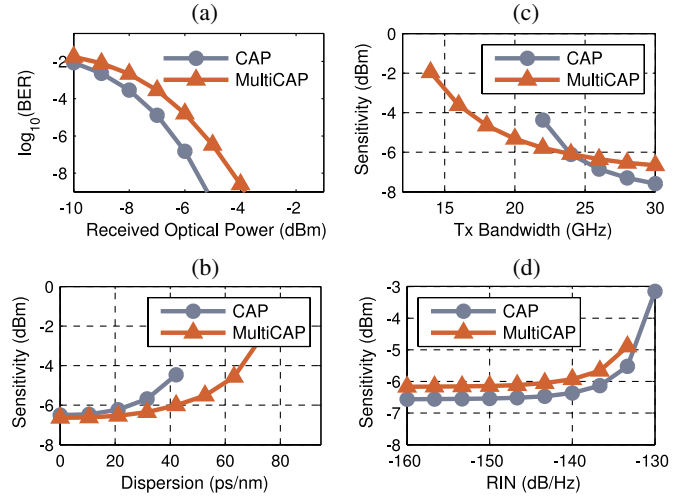 (a)
log10(BER)
-2
-4
-6
-8
CAP
MultiCAP
-10
-8
-6
-4
-2
Received Optical Power (dBm)
(c)
Sensitivity (dBm)
0
-2
-4
-6
-8
CAP
MultiCAP
15
20
25
30
Tx Bandwidth (GHz)
(b)
Sensitivity (dBm)
0
-2
-4
-6
-8
CAP
MultiCAP
0
20
40
60
80
Dispersion (ps/nm)
(d)
Sensitivity (dBm)
-3
-4
-5
-6
-7
-8
CAP
MultiCAP
-160
-150
-140
-130
RIN (dB/Hz)